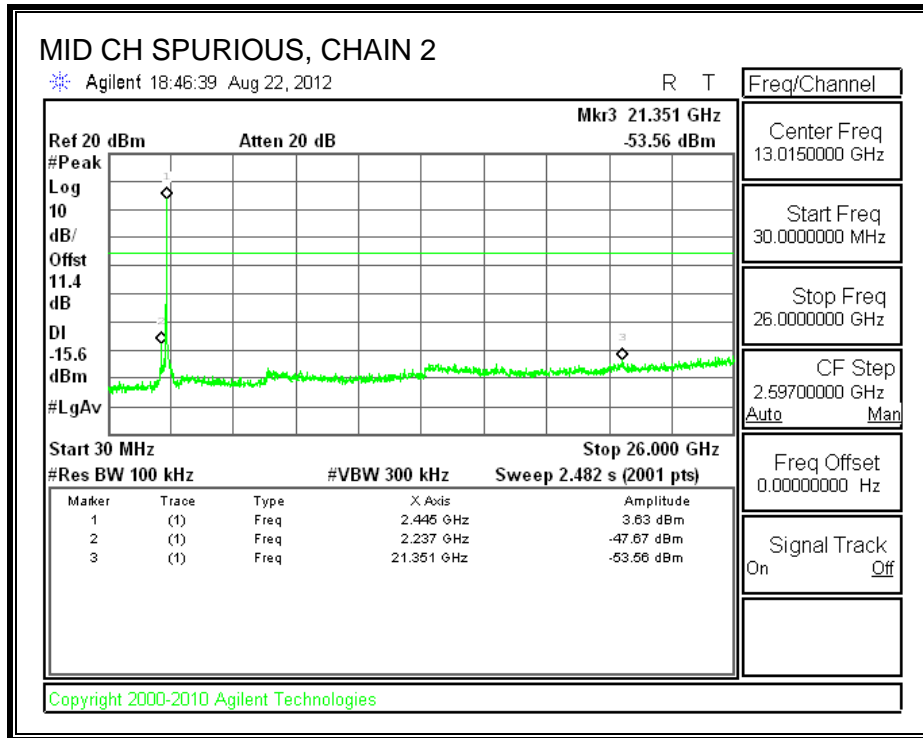 MID CH SPURIOUS, CHAIN 2
Agilent 18:46:39 Aug 22, 2012 R T
Freq/Channel
Mkr3 21.351 GHz
Ref 20 dBm Atten 20 dB -53.56 dBm
#Peak
Log
10
dB/
Offst
11.4
dB
DI
-15.6
dBm
#LgAv
1
2
3
Start 30 MHz Stop 26.000 GHz
#Res BW 100 kHz #VBW 300 kHz Sweep 2.482 s (2001 pts)
Marker Trace Type X Axis Amplitude
1 (1) Freq 2.445 GHz 3.63 dBm
2 (1) Freq 2.237 GHz -47.67 dBm
3 (1) Freq 21.351 GHz -53.56 dBm
Center Freq
13.0150000 GHz
Start Freq
30.0000000 MHz
Stop Freq
26.0000000 GHz
CF Step
2.59700000 GHz
Auto Man
Freq Offset
0.00000000 Hz
Signal Track
On Off
Copyright 2000-2010 Agilent Technologies